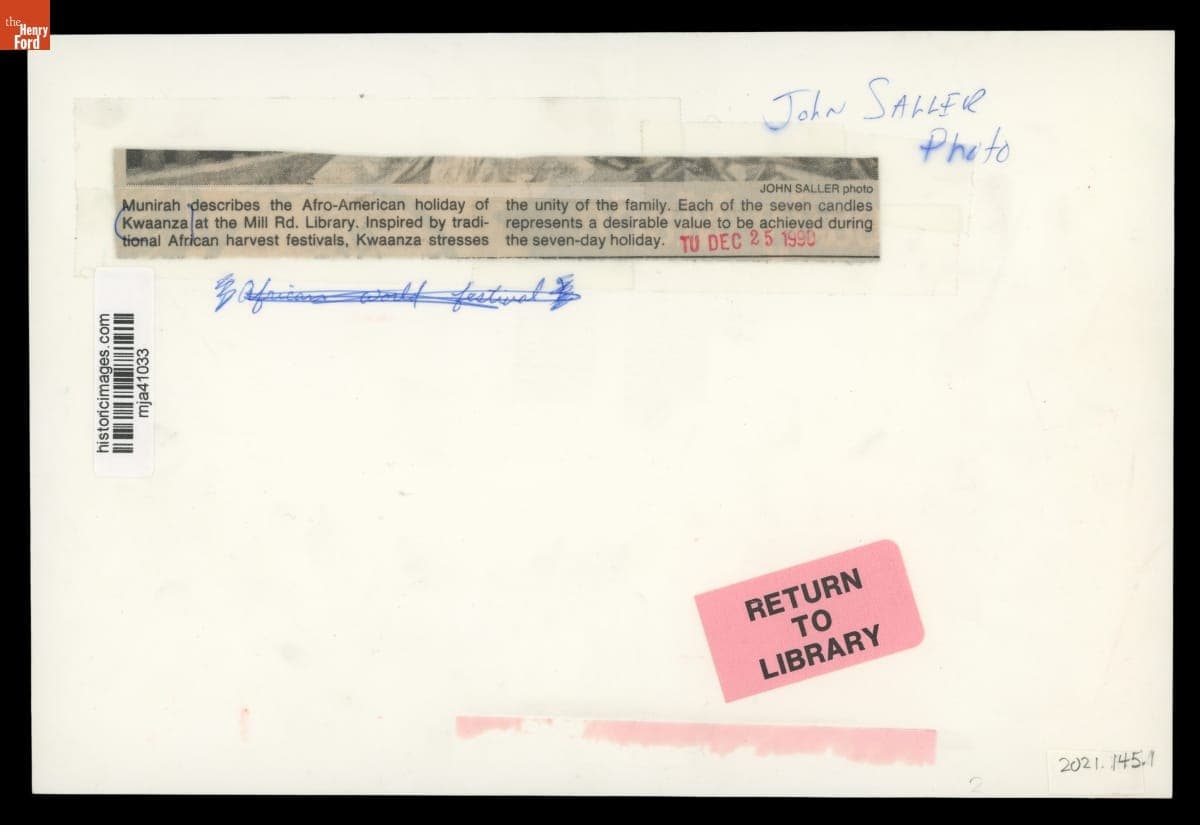 the
Henry
Ford
John SALLER
Photo
JOHN SALLER photo
Munirah describes the Afro-American holiday of
Kwaanza at the Mill Rd. Library. Inspired by tradi-
tional African harvest festivals, Kwaanza stresses
the unity of the family. Each of the seven candles
represents a desirable value to be achieved during
the seven-day holiday.
TU DEC 25 1990
African world festival
historicimages.com
mja41033
RETURN
TO
LIBRARY
2021.145.1
2